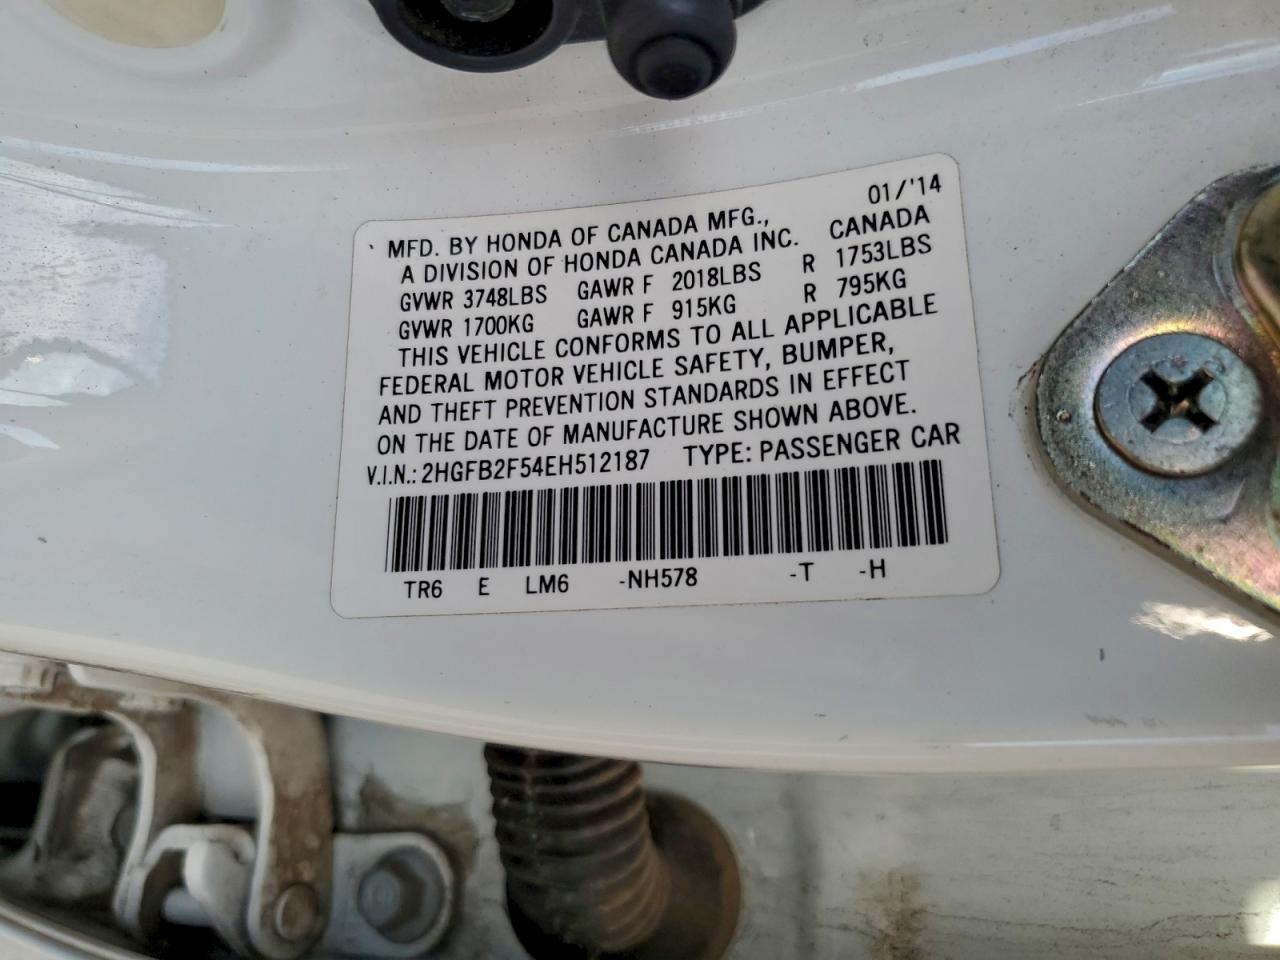 01/'14
MFD. BY HONDA OF CANADA MFG.,
A DIVISION OF HONDA CANADA INC. CANADA
GVWR 3748LBS GAWR F 2018LBS R 1753LBS
GVWR 1700KG GAWR F 915KG R 795KG
THIS VEHICLE CONFORMS TO ALL APPLICABLE
FEDERAL MOTOR VEHICLE SAFETY, BUMPER,
AND THEFT PREVENTION STANDARDS IN EFFECT
ON THE DATE OF MANUFACTURE SHOWN ABOVE.
V.I.N.: 2HGFB2F54EH512187 TYPE: PASSENGER CAR
TR6 E LM6 -NH578 -T -H